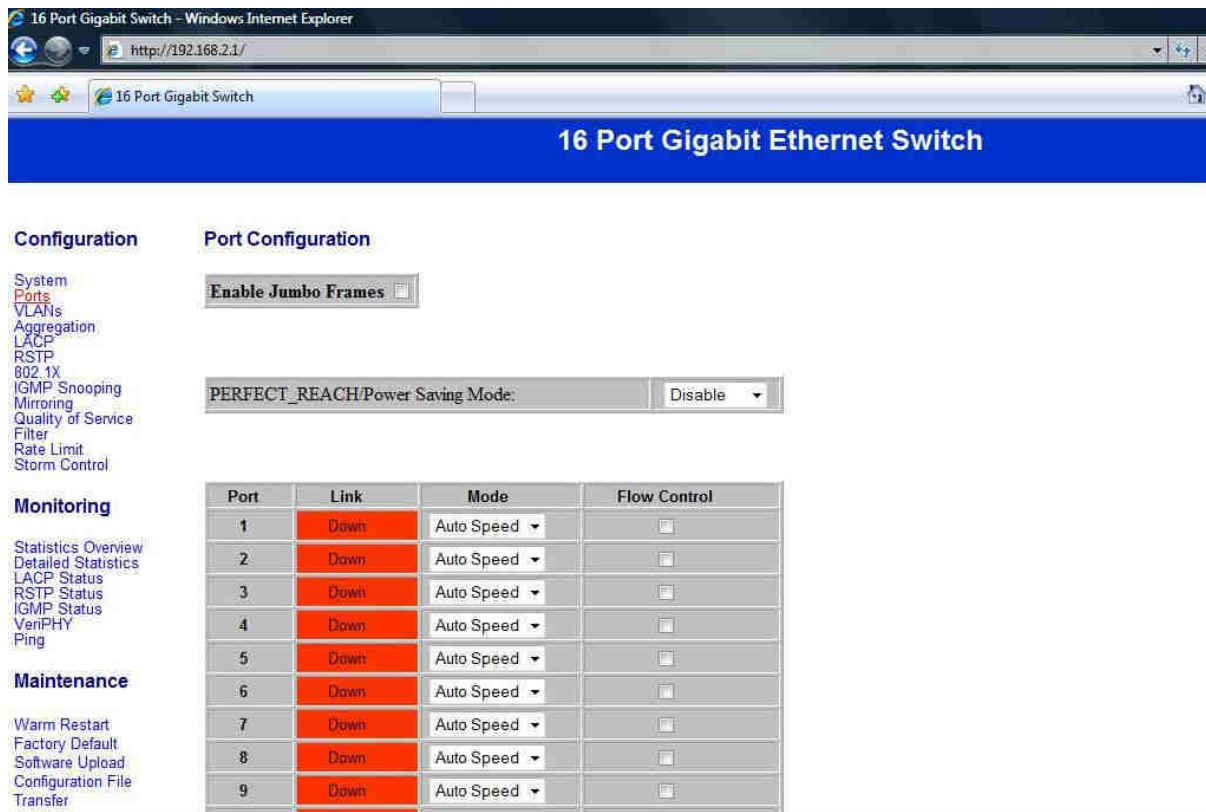 16 Port Gigabit Switch - Windows Internet Explorer
http://192.168.2.1/
16 Port Gigabit Switch
16 Port Gigabit Ethernet Switch
Configuration
System
Ports
VLANs
Aggregation
LACP
RSTP
802.1X
IGMP Snooping
Mirroring
Quality of Service
Filter
Rate Limit
Storm Control
Monitoring
Statistics Overview
Detailed Statistics
LACP Status
RSTP Status
IGMP Status
VeriPHY
Ping
Maintenance
Warm Restart
Factory Default
Software Upload
Configuration File
Transfer
Port Configuration
Enable Jumbo Frames
PERFECT_REACH/Power Saving Mode: Disable
Port Link Mode Flow Control
1 Down Auto Speed
2 Down Auto Speed
3 Down Auto Speed
4 Down Auto Speed
5 Down Auto Speed
6 Down Auto Speed
7 Down Auto Speed
8 Down Auto Speed
9 Down Auto Speed